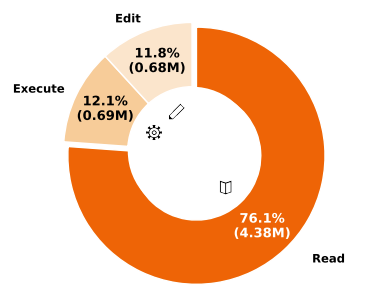 Edit
11.8%
(0.68M)
Execute
12.1%
(0.69M)
76.1%
(4.38M)
Read